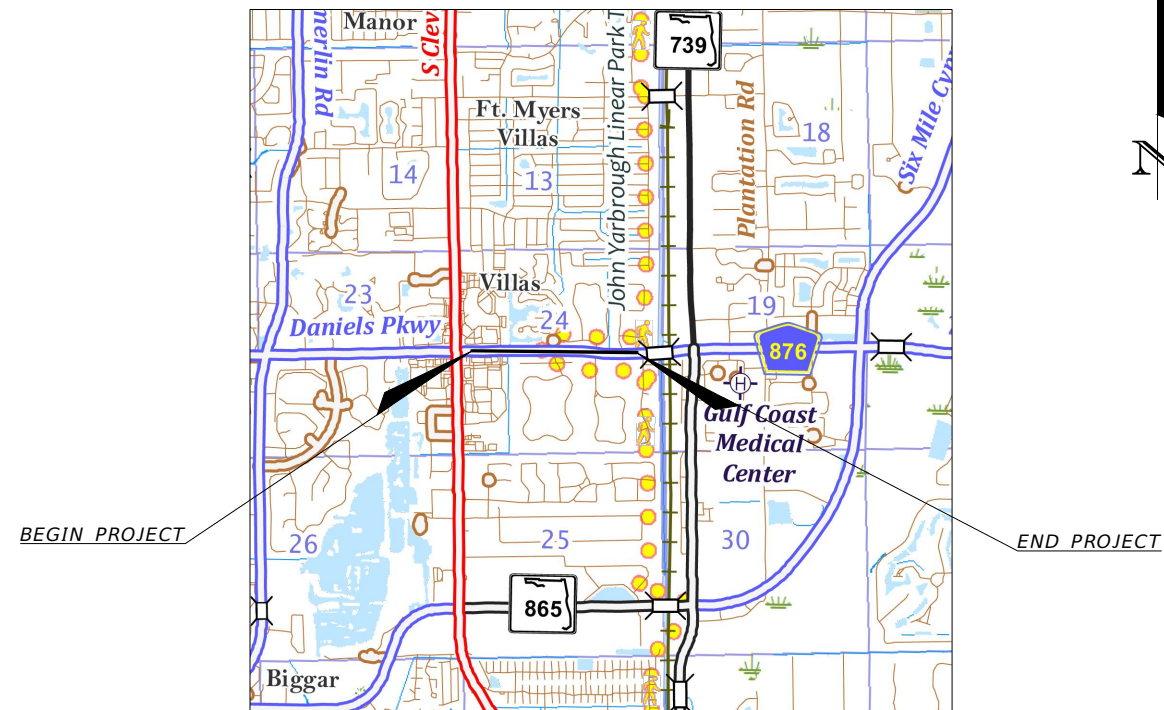 Manor
merlin Rd
S Clev
John Yarbrough Linear Park T
739
Ft. Myers
Villas
Plantation Rd
18
Six Mile Cyp
N
14
13
Villas
23
24
19
Daniels Pkwy
876
H
Gulf Coast
Medical
Center
BEGIN PROJECT
END PROJECT
26
25
30
865
Biggar